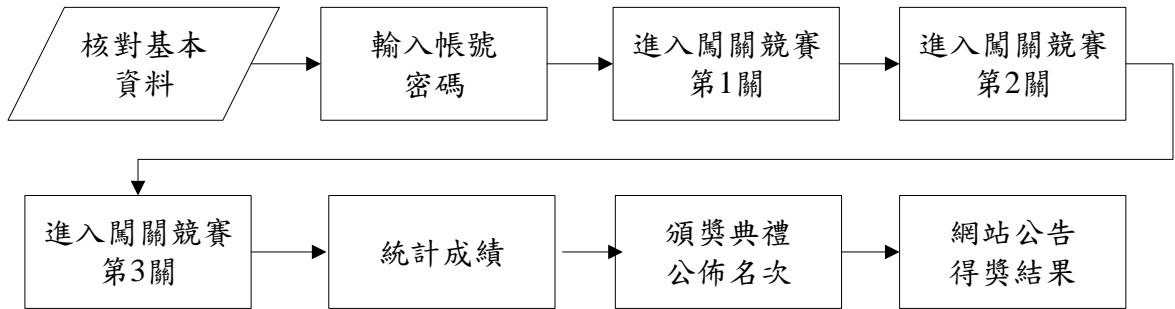 核對基本
資料
輸入帳號
密碼
進入闖關競賽
第1關
進入闖關競賽
第2關
進入闖關競賽
第3關
統計成績
頒獎典禮
公佈名次
網站公告
得獎結果